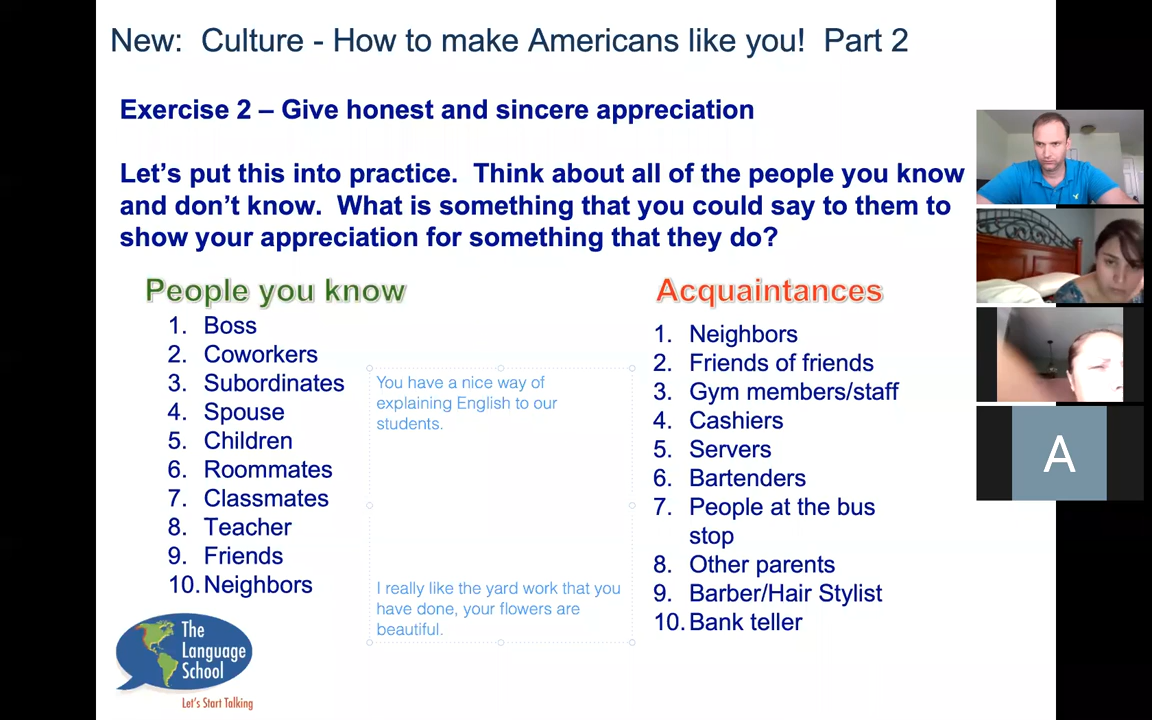 New:  Culture - How to make Americans like you!  Part 2
Exercise 2 – Give honest and sincere appreciation
Let's put this into practice.  Think about all of the people you know
and don't know.  What is something that you could say to them to
show your appreciation for something that they do?
People you know
1. Boss
2. Coworkers
3. Subordinates
4. Spouse
5. Children
6. Roommates
7. Classmates
8. Teacher
9. Friends
10. Neighbors
You have a nice way of
explaining English to our
students.
I really like the yard work that you
have done, your flowers are
beautiful.
Acquaintances
1. Neighbors
2. Friends of friends
3. Gym members/staff
4. Cashiers
5. Servers
6. Bartenders
7. People at the bus
stop
8. Other parents
9. Barber/Hair Stylist
10. Bank teller
The
Language
School
Let's Start Talking
A